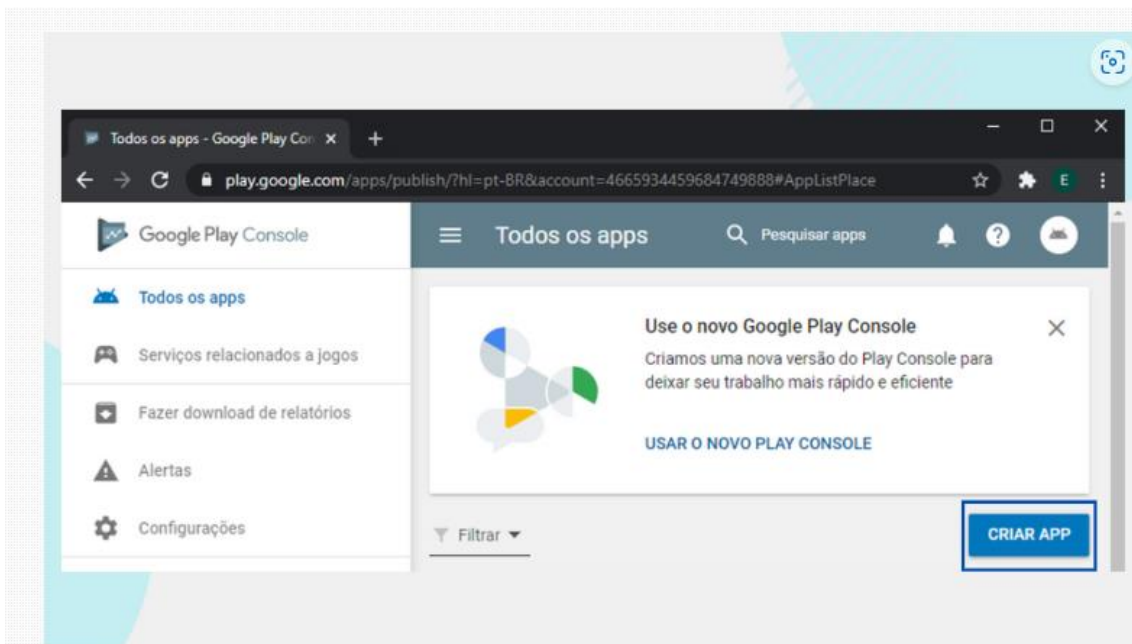 Todos os apps - Google Play Con
play.google.com/apps/publish/?hl=pt-BR&account=4665934459684749888#AppListPlace
E
Google Play Console
Todos os apps
Pesquisar apps
Todos os apps
Serviços relacionados a jogos
Fazer download de relatórios
Alertas
Configurações
Use o novo Google Play Console
Criamos uma nova versão do Play Console para
deixar seu trabalho mais rápido e eficiente
USAR O NOVO PLAY CONSOLE
Filtrar
CRIAR APP